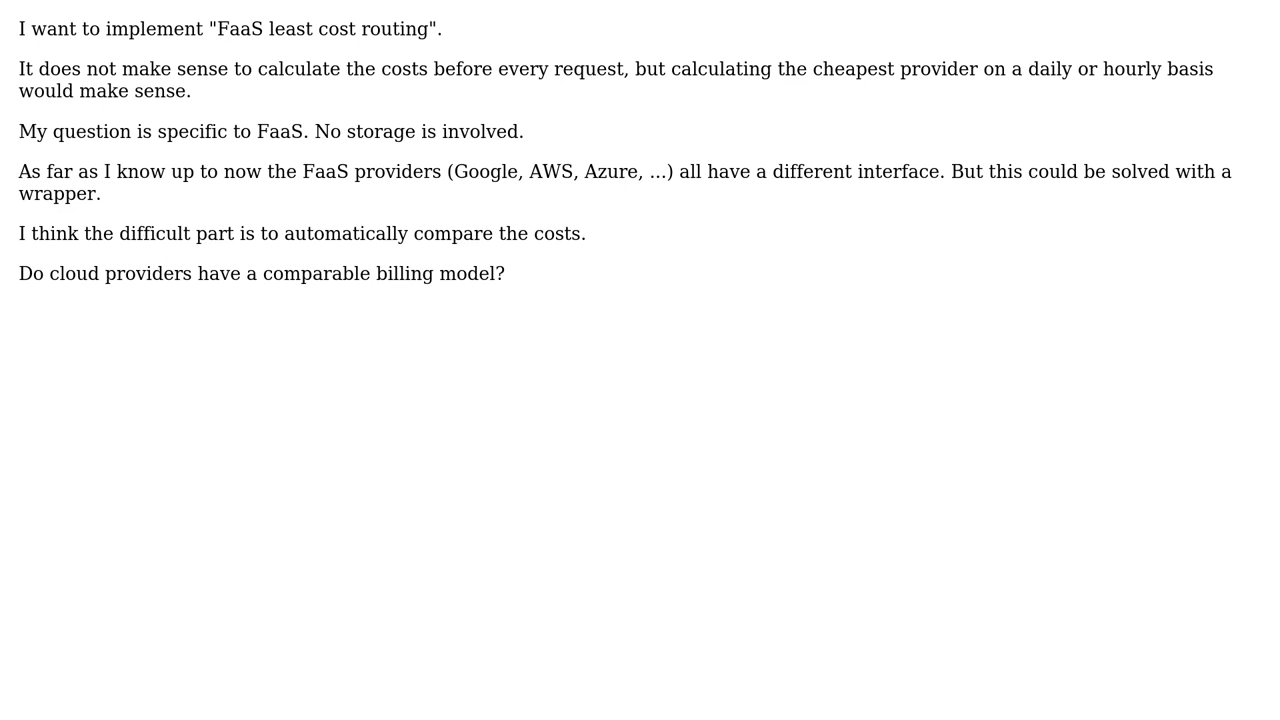 I want to implement "FaaS least cost routing".
It does not make sense to calculate the costs before every request, but calculating the cheapest provider on a daily or hourly basis
would make sense.
My question is specific to FaaS. No storage is involved.
As far as I know up to now the FaaS providers (Google, AWS, Azure, ...) all have a different interface. But this could be solved with a
wrapper.
I think the difficult part is to automatically compare the costs.
Do cloud providers have a comparable billing model?